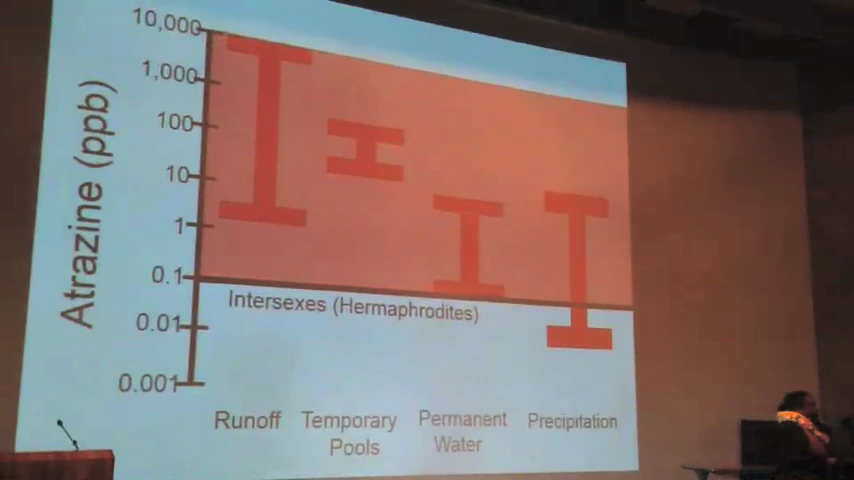 10,000
1,000
100
10
1
0.1
0.01
0.001
Atrazine (ppb)
Intersexes (Hermaphrodites)
Runoff
Temporary
Pools
Permanent
Water
Precipitation